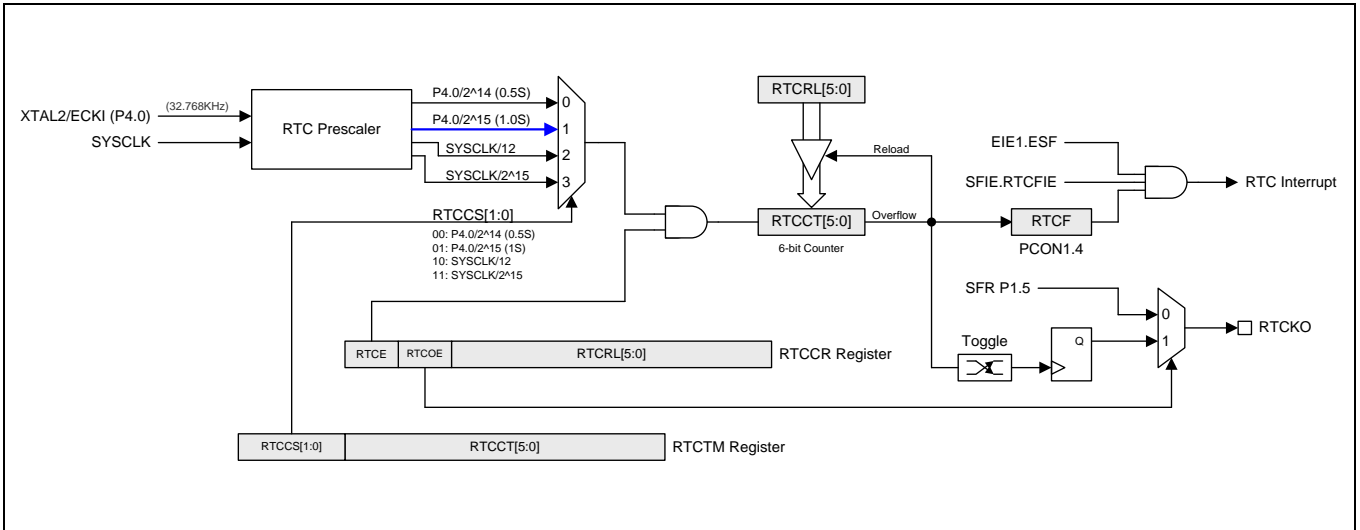 XTAL2/ECKI (P4.0)
(32.768KHz)
SYSCLK
RTC Prescaler
P4.0/2^14 (0.5S)
P4.0/2^15 (1.0S)
SYSCLK/12
SYSCLK/2^15
0
1
2
3
RTCCS[1:0]
00: P4.0/2^14 (0.5S)
01: P4.0/2^15 (1S)
10: SYSCLK/12
11: SYSCLK/2^15
RTCRL[5:0]
Reload
RTCCT[5:0]
Overflow
6-bit Counter
EIE1.ESF
SFIE.RTCFIE
RTC Interrupt
RTCF
PCON1.4
SFR P1.5
0
1
RTCKO
Toggle
Q
RTCE
RTCOE
RTCRL[5:0]
RTCCR Register
RTCCS[1:0]
RTCCT[5:0]
RTCTM Register